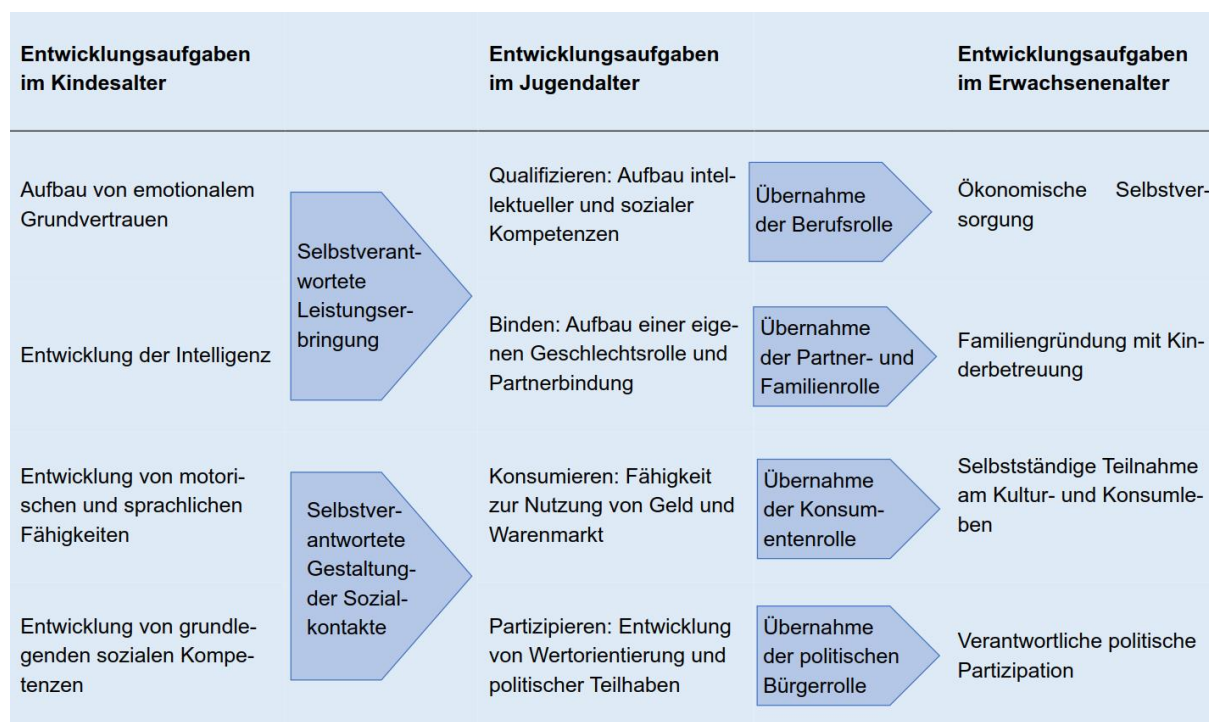 Entwicklungsaufgaben
im Kindesalter
Entwicklungsaufgaben
im Jugendalter
Entwicklungsaufgaben
im Erwachsenenalter
Aufbau von emotionalem
Grundvertrauen
Selbstverant-
wortete
Leistungser-
bringung
Qualifizieren: Aufbau intel-
lektueller und sozialer
Kompetenzen
Übernahme
der Berufsrolle
Ökonomische Selbstver-
sorgung
Entwicklung der Intelligenz
Binden: Aufbau einer eige-
nen Geschlechtsrolle und
Partnerbindung
Übernahme
der Partner- und
Familienrolle
Familiengründung mit Kin-
derbetreuung
Entwicklung von motori-
schen und sprachlichen
Fähigkeiten
Selbstver-
antwortete
Gestaltung-
der Sozial-
kontakte
Konsumieren: Fähigkeit
zur Nutzung von Geld und
Warenmarkt
Übernahme
der Konsum-
entenrolle
Selbstständige Teilnahme
am Kultur- und Konsumle-
ben
Entwicklung von grundle-
genden sozialen Kompe-
tenzen
Partizipieren: Entwicklung
von Wertorientierung und
politischer Teilhaben
Übernahme
der politischen
Bürgerrolle
Verantwortliche politische
Partizipation